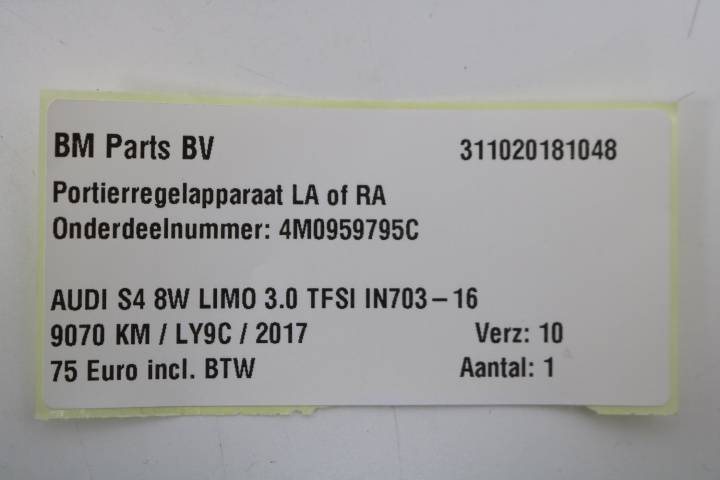 BM Parts BV 311020181048
Portierregelapparaat LA of RA
Onderdeelnummer: 4M0959795C
AUDI S4 8W LIMO 3.0 TFSI IN703-16
9070 KM / LY9C / 2017 Verz: 10
75 Euro incl. BTW Aantal: 1